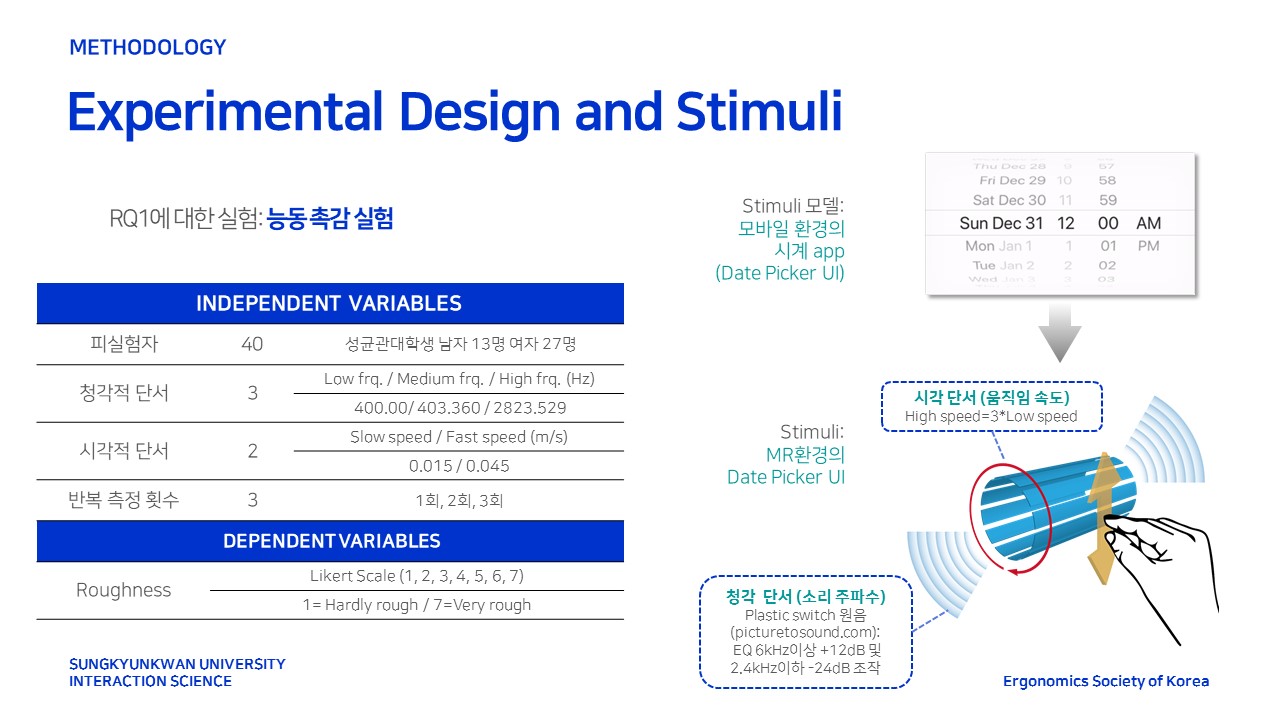 METHODOLOGY
Experimental Design and Stimuli
RQ1에 대한 실험: 능동 촉감 실험
INDEPENDENT VARIABLES
피실험자 40 성균관대학생 남자 13명 여자 27명
청각적 단서 3 Low frq. / Medium frq. / High frq. (Hz)
400.00/ 403.360 / 2823.529
시각적 단서 2 Slow speed / Fast speed (m/s)
0.015 / 0.045
반복 측정 횟수 3 1회, 2회, 3회
DEPENDENT VARIABLES
Roughness Likert Scale (1, 2, 3, 4, 5, 6, 7)
1= Hardly rough / 7=Very rough
Stimuli 모델:
모바일 환경의
시계 app
(Date Picker UI)
Thu Dec 28 9 57
Fri Dec 29 10 58
Sat Dec 30 11 59
Sun Dec 31 12 00 AM
Mon Jan 1 1 01 PM
Tue Jan 2 2 02
Wed Jan 3 3 03
시각 단서 (움직임 속도)
High speed=3*Low speed
Stimuli:
MR환경의
Date Picker UI
청각 단서 (소리 주파수)
Plastic switch 원음
(picturetosound.com):
EQ 6kHz이상 +12dB 및
2.4kHz이하 -24dB 조작
SUNGKYUNKWAN UNIVERSITY
INTERACTION SCIENCE
Ergonomics Society of Korea